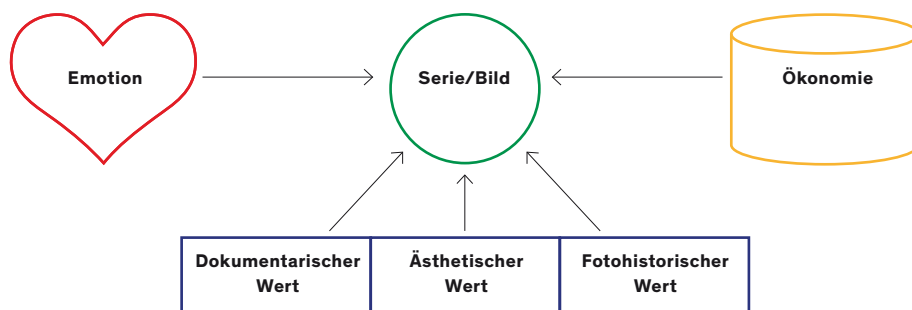 Emotion
Serie/Bild
Ökonomie
Dokumentarischer
Wert
Ästhetischer
Wert
Fotohistorischer
Wert